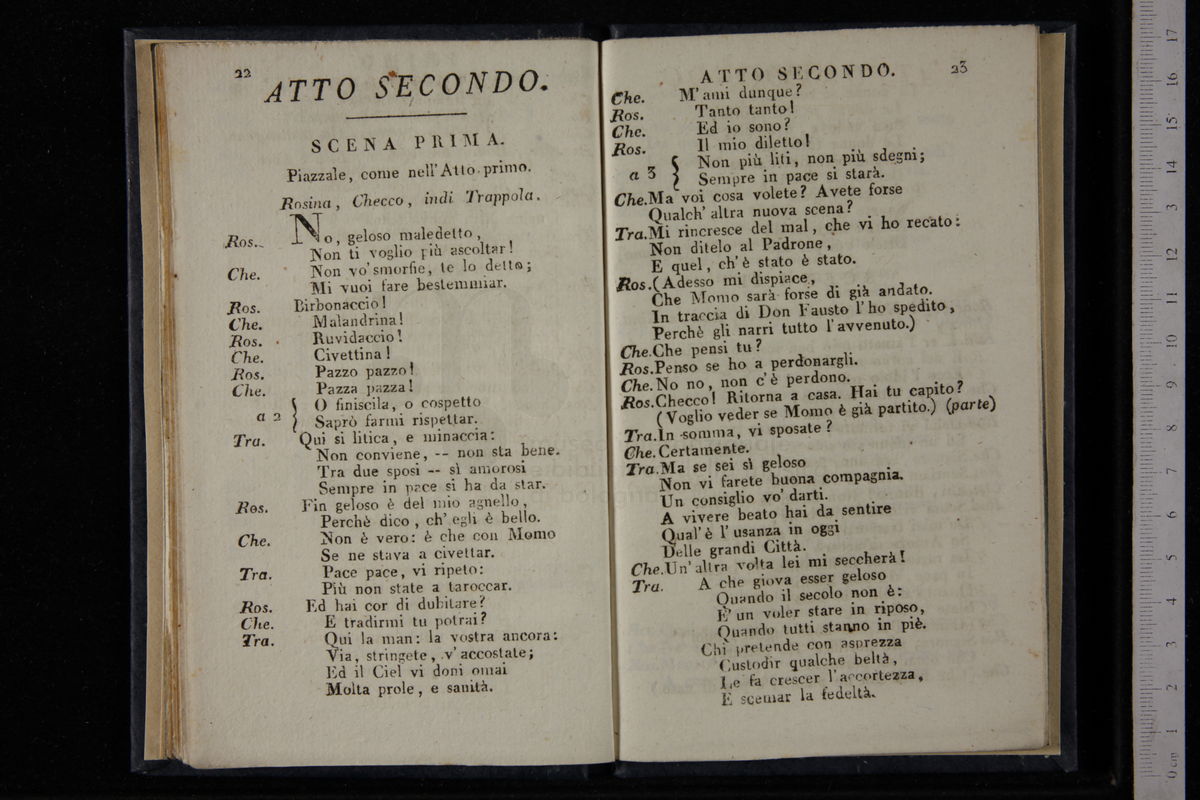 22
ATTO SECONDO.
SCENA PRIMA.
Piazzale, come nell'Atto primo.
Rosina, Checco, indi Trappola.
Ros. No, geloso maledetto,
Non ti voglio più ascoltar!
Che. Non vo' smorfie, te lo detto;
Mi vuoi fare bestemmiar.
Ros. Birbonaccio!
Che. Malandrina!
Ros. Ruvidaccio!
Che. Civettina!
Ros. Pazzo pazzo!
Che. Pazza pazza!
a 2 { O finiscila, o cospetto
Saprò farmi rispettar.
Tra. Qui si litica, e minaccia:
Non conviene, -- non sta bene.
Tra due sposi -- sì amorosi
Sempre in pace si ha da star.
Ros. Fin geloso è del mio agnello,
Perchè dico, ch' egli è bello.
Che. Non è vero: è che con Momo
Se ne stava a civettar.
Tra. Pace pace, vi ripeto:
Più non state a taroccar.
Ros. Ed hai cor di dubitare?
Che. E tradirmi tu potrai?
Tra. Qui la man: la vostra ancora:
Via, stringete, v' accostate;
Ed il Ciel vi doni omai
Molta prole, e sanità.
ATTO SECONDO. 23
Che. M' ami dunque?
Ros. Tanto tanto!
Che. Ed io sono?
Ros. Il mio diletto!
a 3 { Non più liti, non più sdegni;
Sempre in pace si starà.
Che. Ma voi cosa volete? Avete forse
Qualch' altra nuova scena?
Tra. Mi rincresce del mal, che vi ho recato:
Non ditelo al Padrone,
E quel, ch' è stato è stato.
Ros. (Adesso mi dispiace,
Che Momo sarà forse di già andato.
In traccia di Don Fausto l' ho spedito,
Perchè gli narri tutto l' avvenuto.)
Che. Che pensi tu?
Ros. Penso se ho a perdonargli.
Che. No no, non c' è perdono.
Ros. Checco! Ritorna a casa. Hai tu capito?
(Voglio veder se Momo è già partito.) (parte)
Tra. In somma, vi sposate?
Che. Certamente.
Tra. Ma se sei sì geloso
Non vi farete buona compagnia.
Un consiglio vo' darti.
A vivere beato hai da sentire
Qual' è l' usanza in oggi
Delle grandi Città.
Che. Un' altra volta lei mi seccherà!
Tra. A che giova esser geloso
Quando il secolo non è:
E' un voler stare in riposo,
Quando tutti stanno in piè.
Chi pretende con asprezza
Custodir qualche beltà,
Le fa crescer l' accortezza,
E scemar la fedeltà.